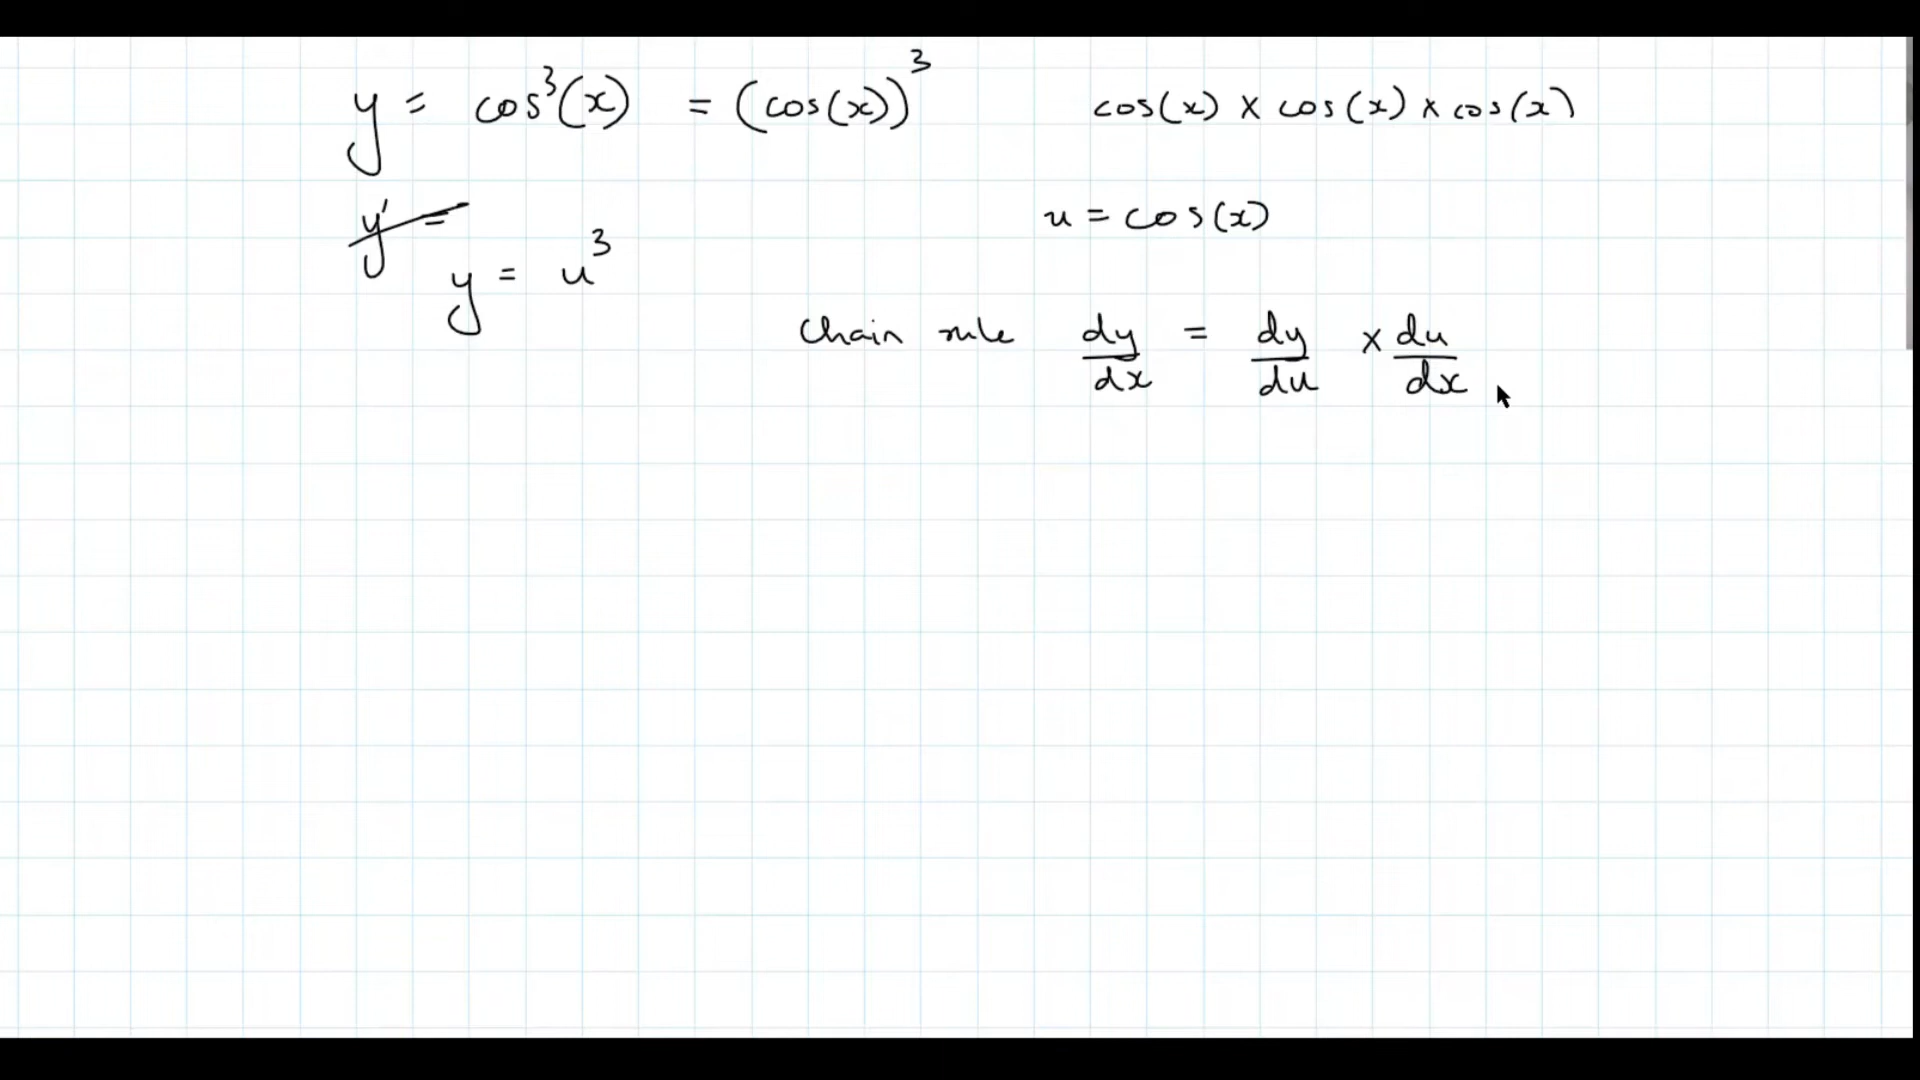 y = cos³(x) = (cos(x))³ cos(x) × cos(x) × cos(x)
y' =
u = cos(x)
y = u³
Chain rule dy/dx = dy/du × du/dx